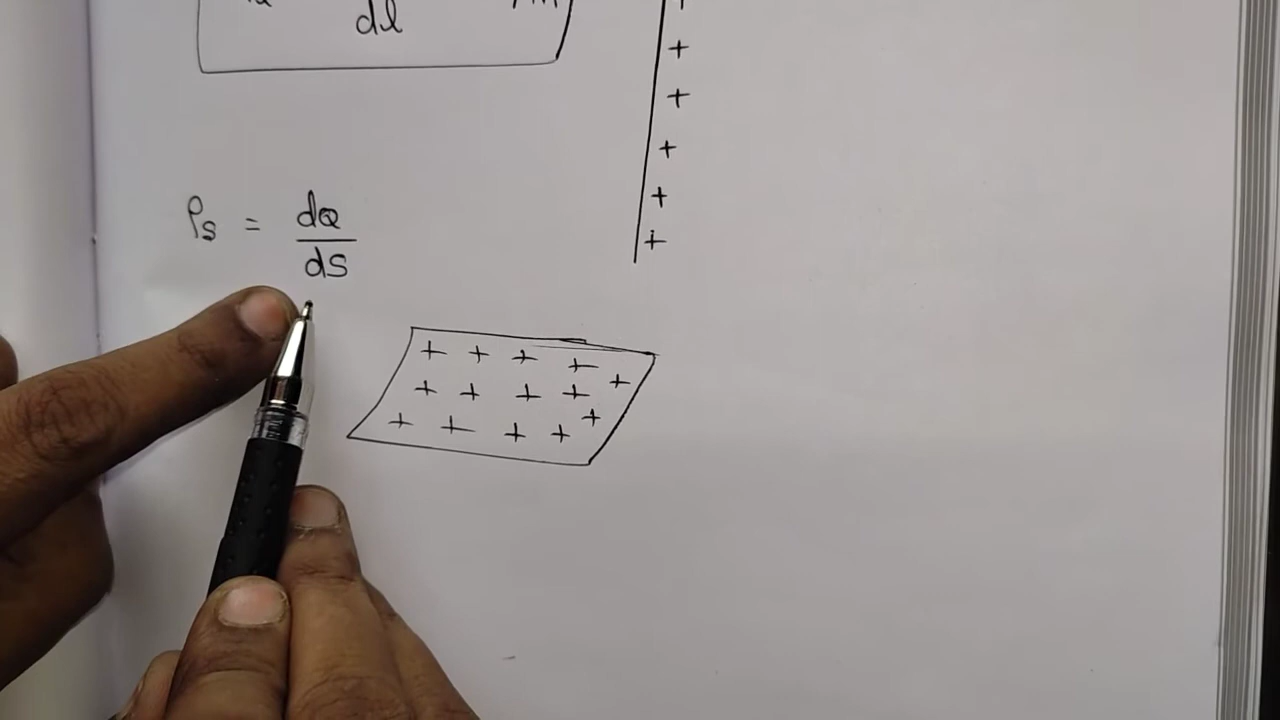 dl
ρs = dQ/ds
+
+
+
+
+
+ + + +
+ + + + +
+ + + + +